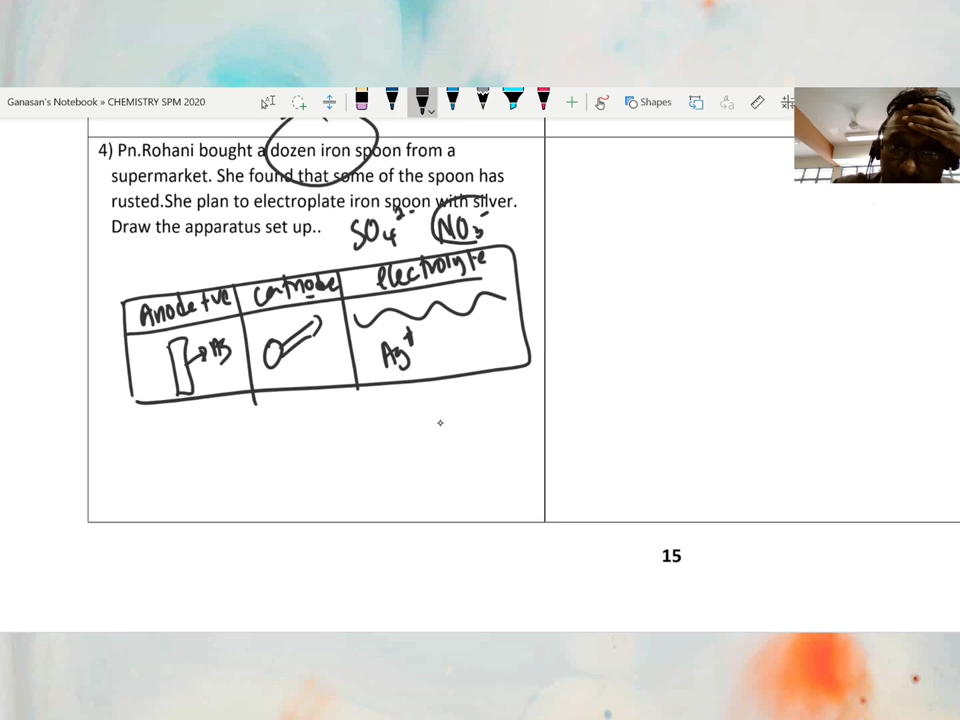 Ganasan's Notebook » CHEMISTRY SPM 2020
Shapes
4) Pn.Rohani bought a dozen iron spoon from a
supermarket. She found that some of the spoon has
rusted.She plan to electroplate iron spoon with silver.
Draw the apparatus set up..
SO₄²⁻ NO₃⁻
Anode +ve cathode electrolyte
Ag Ag⁺
15